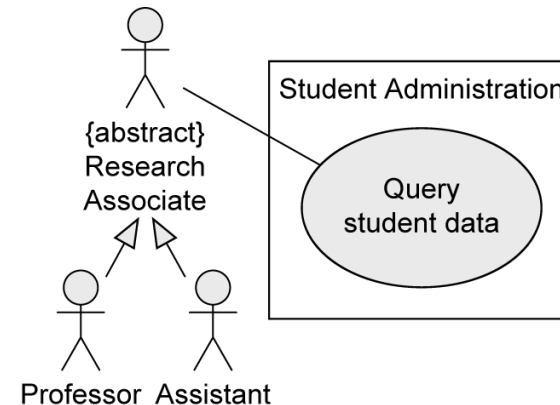 Student Administration
{abstract}
Research
Associate
Query
student data
Professor
Assistant